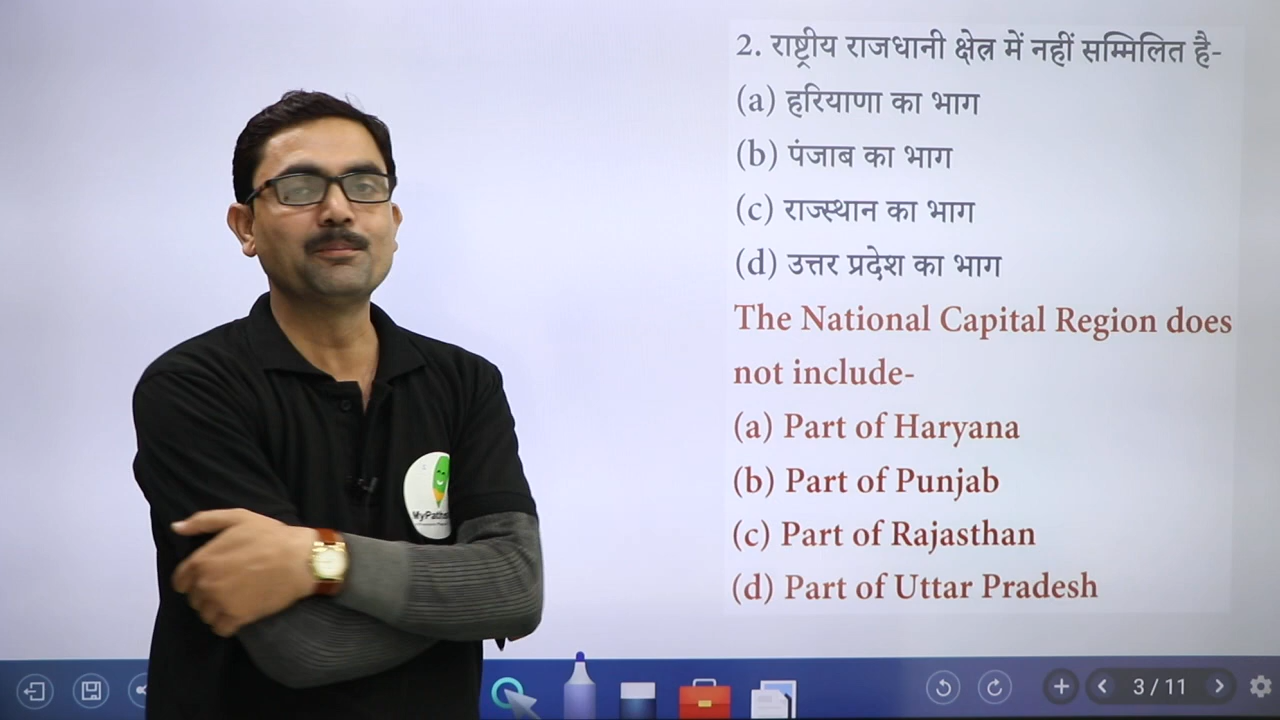 2. राष्ट्रीय राजधानी क्षेत्र में नहीं सम्मिलित है-
(a) हरियाणा का भाग
(b) पंजाब का भाग
(c) राजस्थान का भाग
(d) उत्तर प्रदेश का भाग
The National Capital Region does
not include-
(a) Part of Haryana
(b) Part of Punjab
(c) Part of Rajasthan
(d) Part of Uttar Pradesh
3 / 11